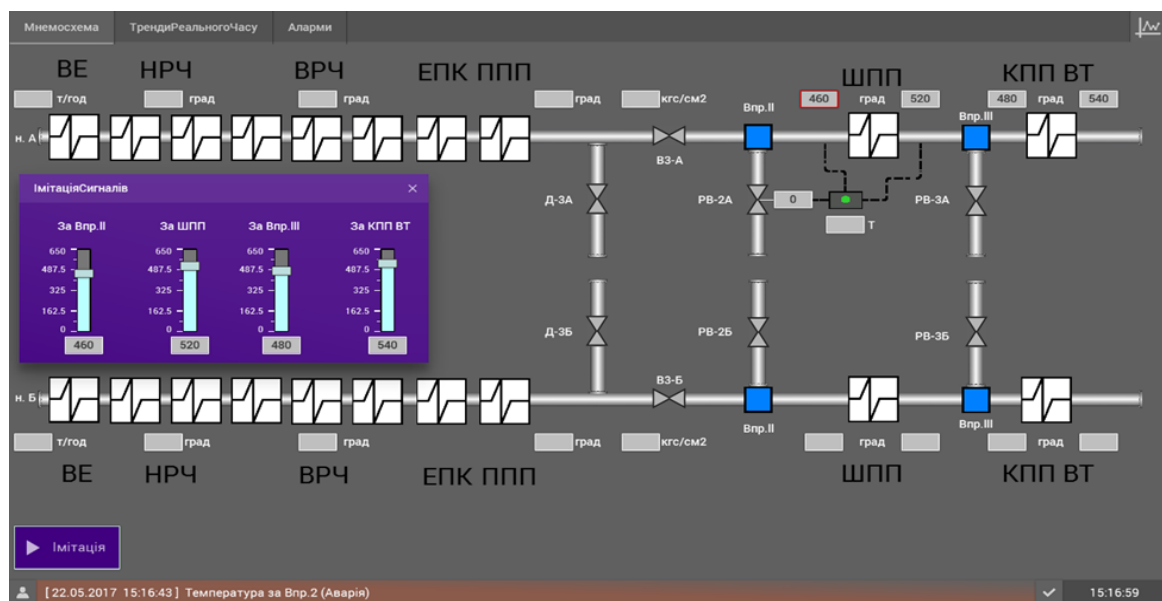 Мнемосхема ТрендиРеальногоЧасу Аларми
ВЕ НРЧ ВРЧ ЕПК ППП ШПП КПП ВТ
т/год град град град кгс/см2 460 град 520 480 град 540
Впр.II Впр.III
н. А
ВЗ-А
ІмітаціяСигналів ×
Д-3А РВ-2А 0 РВ-3А
Т
За Впр.II За ШПП За Впр.III За КПП ВТ
650 650 650 650
487.5 487.5 487.5 487.5
325 325 325 325
162.5 162.5 162.5 162.5
0 0 0 0
460 520 480 540
Д-3Б РВ-2Б РВ-3Б
ВЗ-Б
н. Б
Впр.II Впр.III
т/год град град град кгс/см2 град град
ВЕ НРЧ ВРЧ ЕПК ППП ШПП КПП ВТ
Імітація
[22.05.2017 15:16:43] Температура за Впр.2 (Аварія) 15:16:59